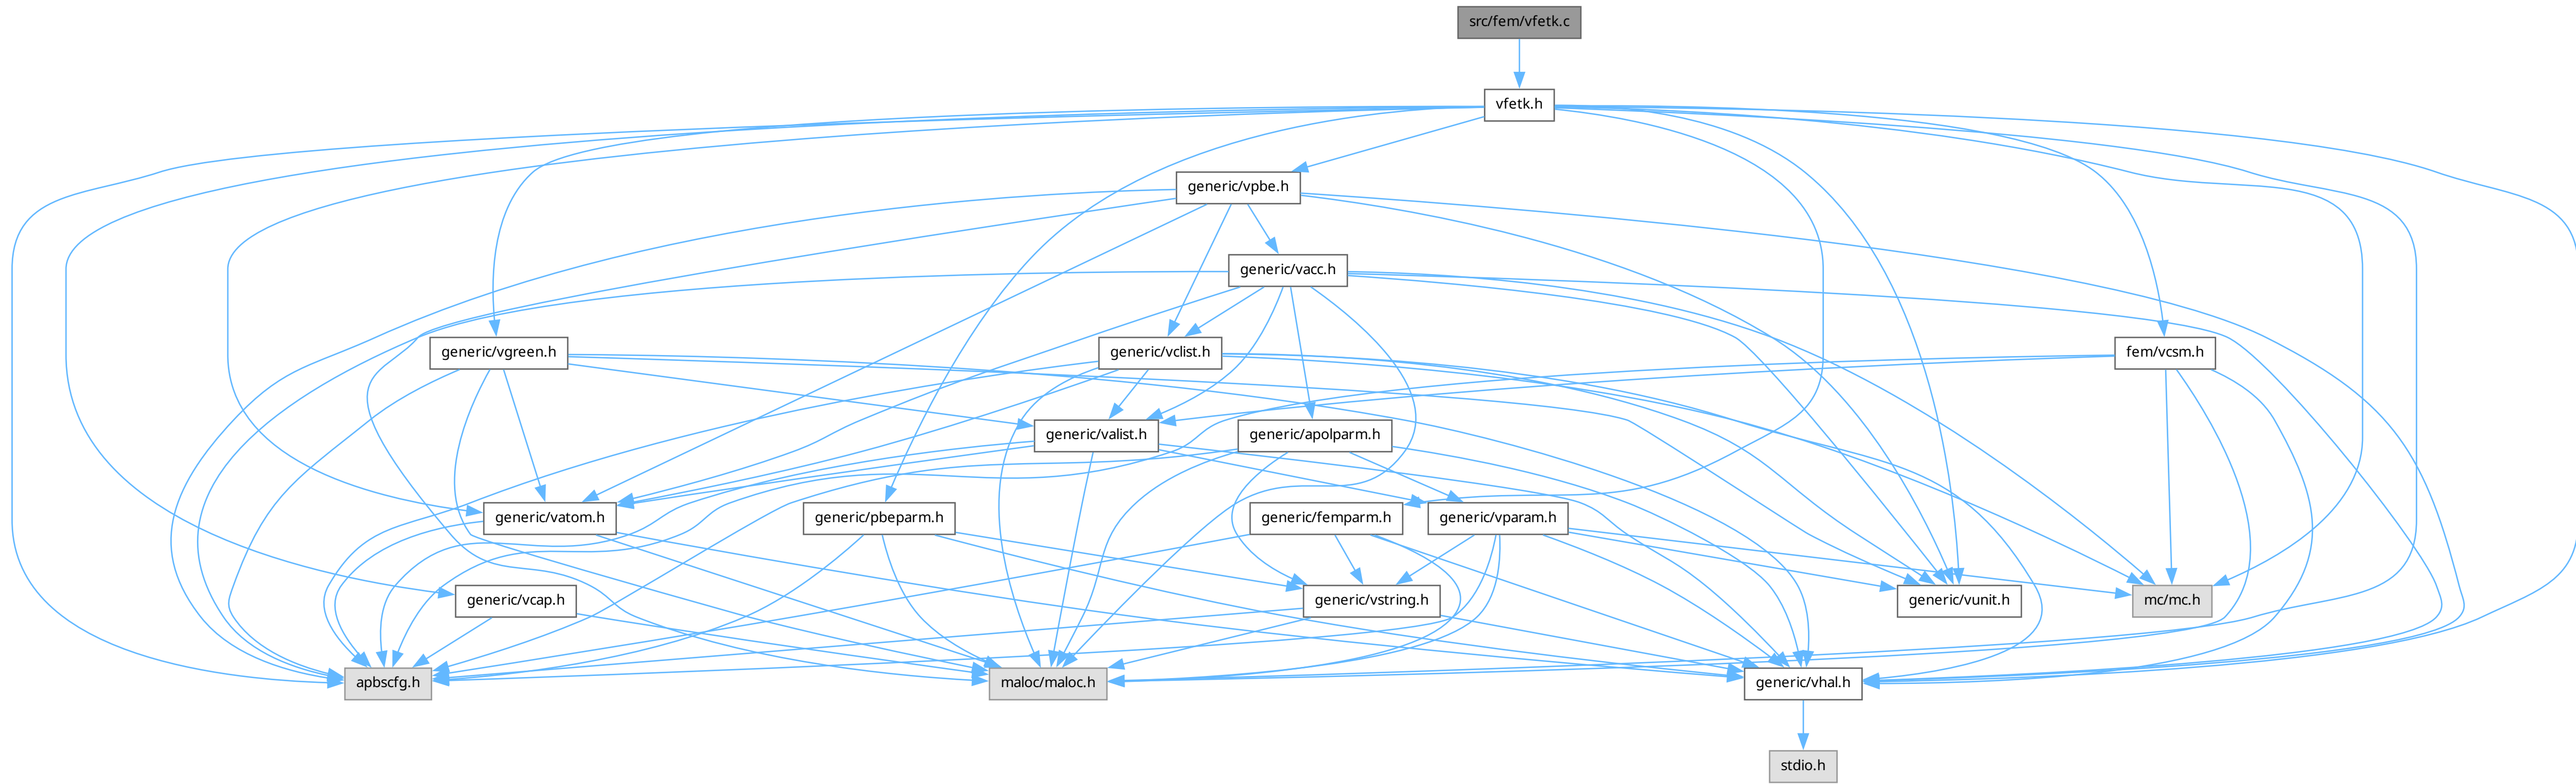 src/fem/vfetk.c
vfetk.h
generic/vpbe.h
generic/vacc.h
generic/vgreen.h
generic/vclist.h
fem/vcsm.h
generic/valist.h
generic/apolparm.h
generic/vatom.h
generic/pbeparm.h
generic/femparm.h
generic/vparam.h
generic/vcap.h
generic/vstring.h
generic/vunit.h
mc/mc.h
apbscfg.h
maloc/maloc.h
generic/vhal.h
stdio.h